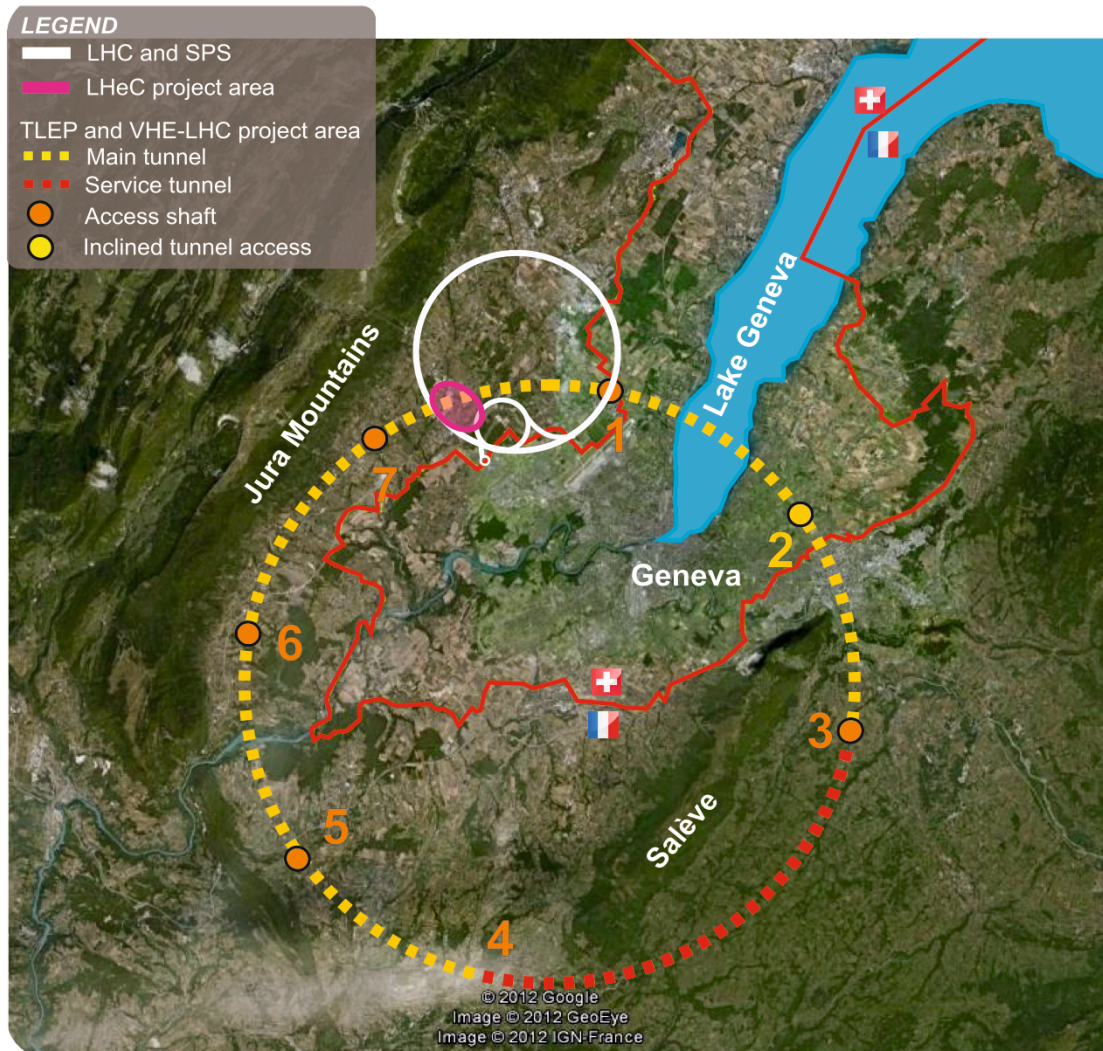 LEGEND
LHC and SPS
LHeC project area
TLEP and VHE-LHC project area
Main tunnel
Service tunnel
Access shaft
Inclined tunnel access
Lake Geneva
Jura Mountains
1
7
2
Geneva
6
3
5
Salève
4
© 2012 Google
Image © 2012 GeoEye
Image © 2012 IGN-France